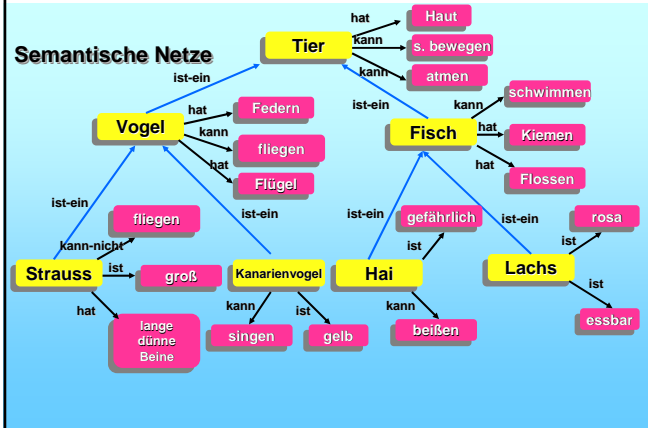 Semantische Netze
Tier
hat
Haut
kann
s. bewegen
kann
atmen
ist-ein
ist-ein
Vogel
hat
Federn
kann
fliegen
hat
Flügel
Fisch
kann
schwimmen
hat
Kiemen
hat
Flossen
ist-ein
ist-ein
ist-ein
ist-ein
Strauss
kann-nicht
fliegen
ist
groß
hat
lange
dünne
Beine
Kanarienvogel
kann
singen
ist
gelb
Hai
ist
gefährlich
kann
beißen
Lachs
ist
rosa
ist
essbar